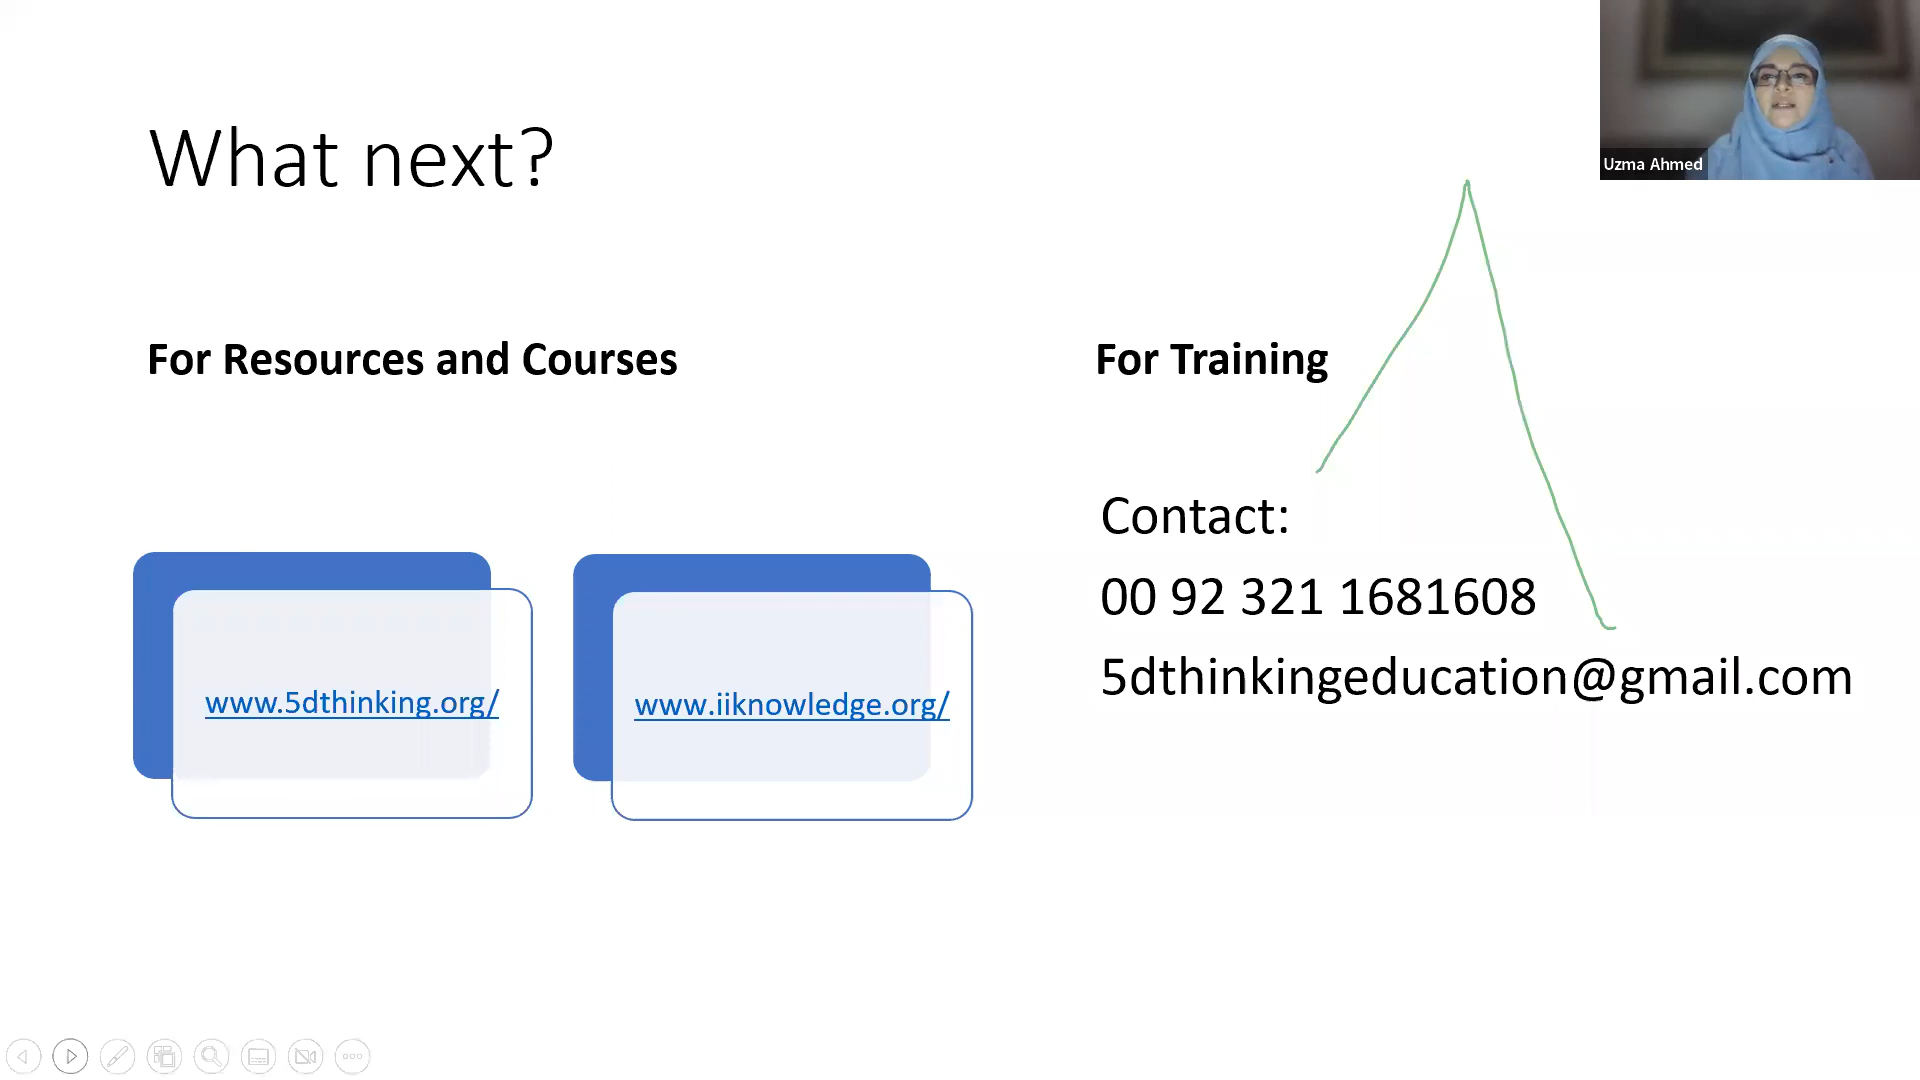 What next?
Uzma Ahmed
For Resources and Courses
www.5dthinking.org/
www.iiknowledge.org/
For Training
Contact:
00 92 321 1681608
5dthinkingeducation@gmail.com